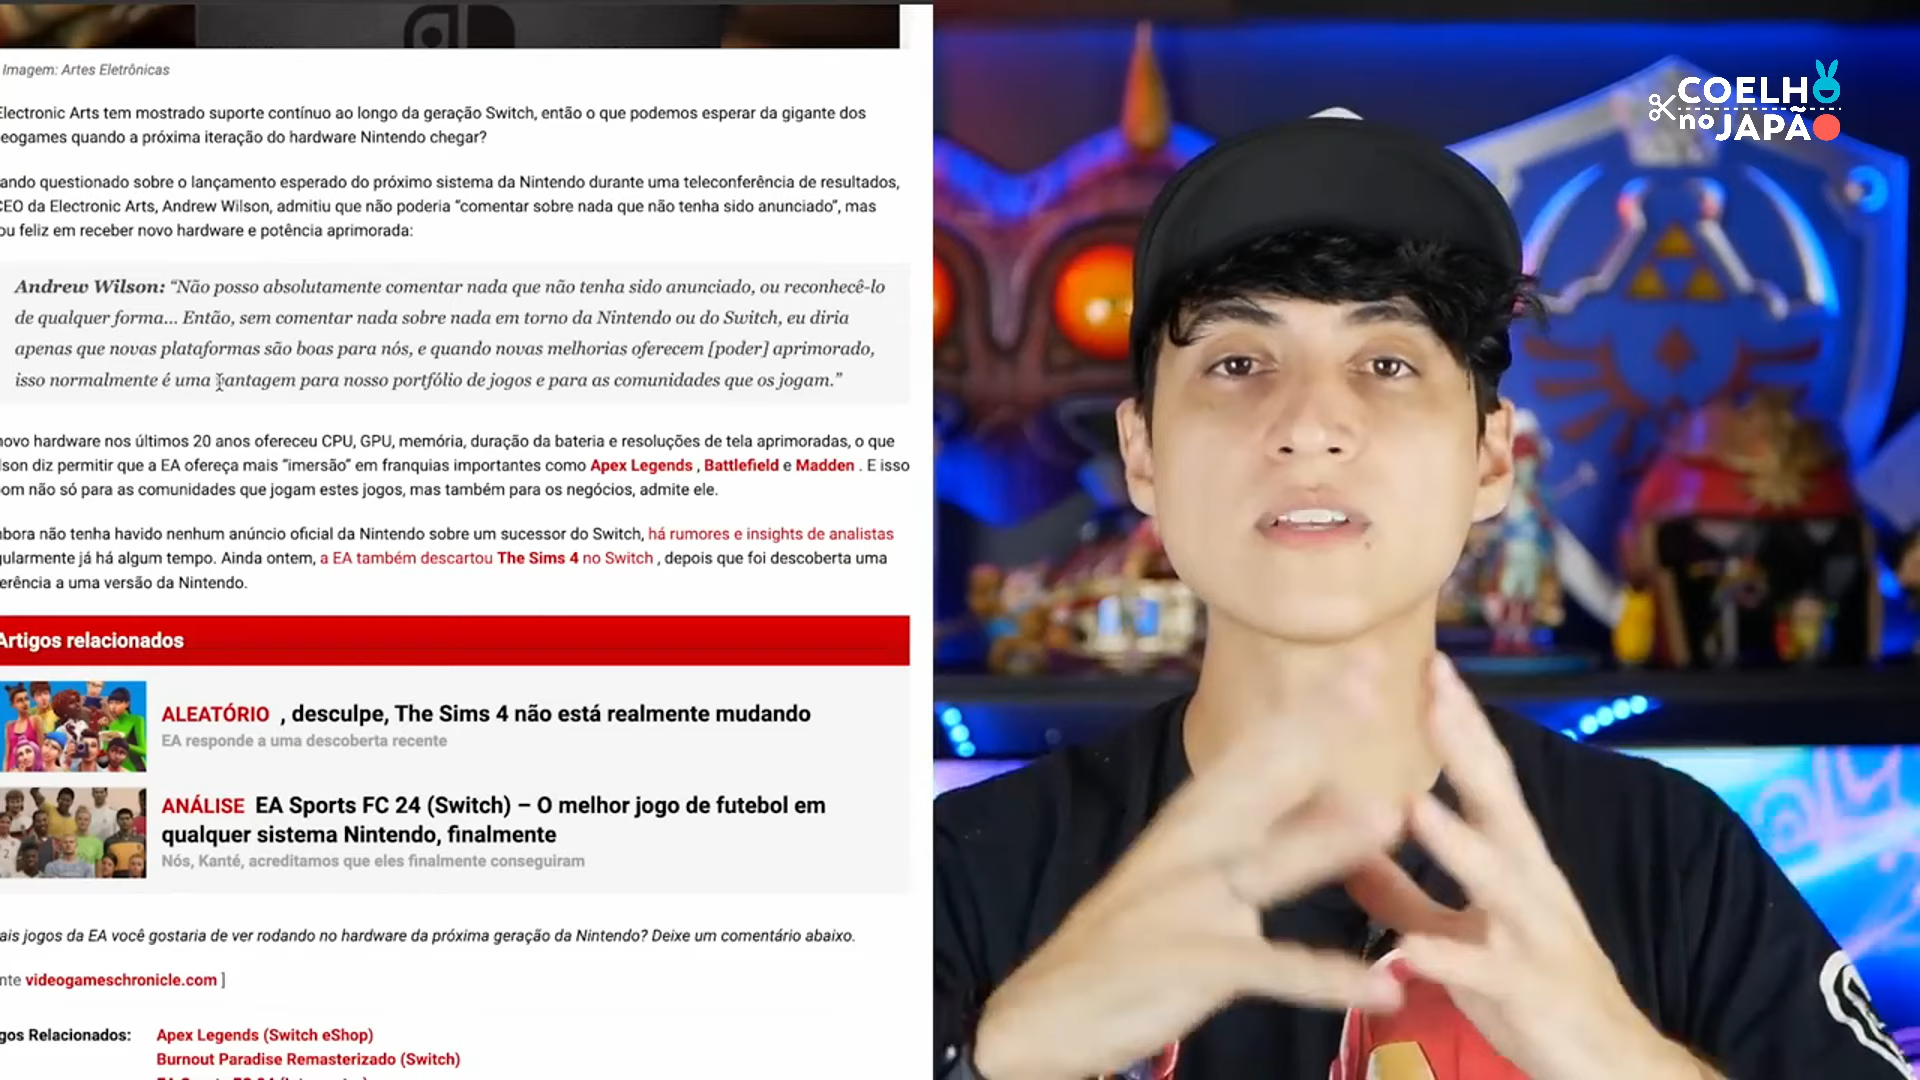 COELHO
no JAPÃO
Imagem: Artes Eletrônicas
Electronic Arts tem mostrado suporte contínuo ao longo da geração Switch, então o que podemos esperar da gigante dos
eogames quando a próxima iteração do hardware Nintendo chegar?
ando questionado sobre o lançamento esperado do próximo sistema da Nintendo durante uma teleconferência de resultados,
CEO da Electronic Arts, Andrew Wilson, admitiu que não poderia “comentar sobre nada que não tenha sido anunciado”, mas
ou feliz em receber novo hardware e potência aprimorada:
Andrew Wilson: “Não posso absolutamente comentar nada que não tenha sido anunciado, ou reconhecê-lo
de qualquer forma... Então, sem comentar nada sobre nada em torno da Nintendo ou do Switch, eu diria
apenas que novas plataformas são boas para nós, e quando novas melhorias oferecem [poder] aprimorado,
isso normalmente é uma vantagem para nosso portfólio de jogos e para as comunidades que os jogam.”
novo hardware nos últimos 20 anos ofereceu CPU, GPU, memória, duração da bateria e resoluções de tela aprimoradas, o que
lson diz permitir que a EA ofereça mais “imersão” em franquias importantes como Apex Legends , Battlefield e Madden . E isso
bom não só para as comunidades que jogam estes jogos, mas também para os negócios, admite ele.
nbora não tenha havido nenhum anúncio oficial da Nintendo sobre um sucessor do Switch, há rumores e insights de analistas
gularmente já há algum tempo. Ainda ontem, a EA também descartou The Sims 4 no Switch , depois que foi descoberta uma
erência a uma versão da Nintendo.
Artigos relacionados
ALEATÓRIO , desculpe, The Sims 4 não está realmente mudando
EA responde a uma descoberta recente
ANÁLISE EA Sports FC 24 (Switch) – O melhor jogo de futebol em
qualquer sistema Nintendo, finalmente
Nós, Kanté, acreditamos que eles finalmente conseguiram
ais jogos da EA você gostaria de ver rodando no hardware da próxima geração da Nintendo? Deixe um comentário abaixo.
nte videogameschronicle.com ]
gos Relacionados: Apex Legends (Switch eShop)
Burnout Paradise Remasterizado (Switch)